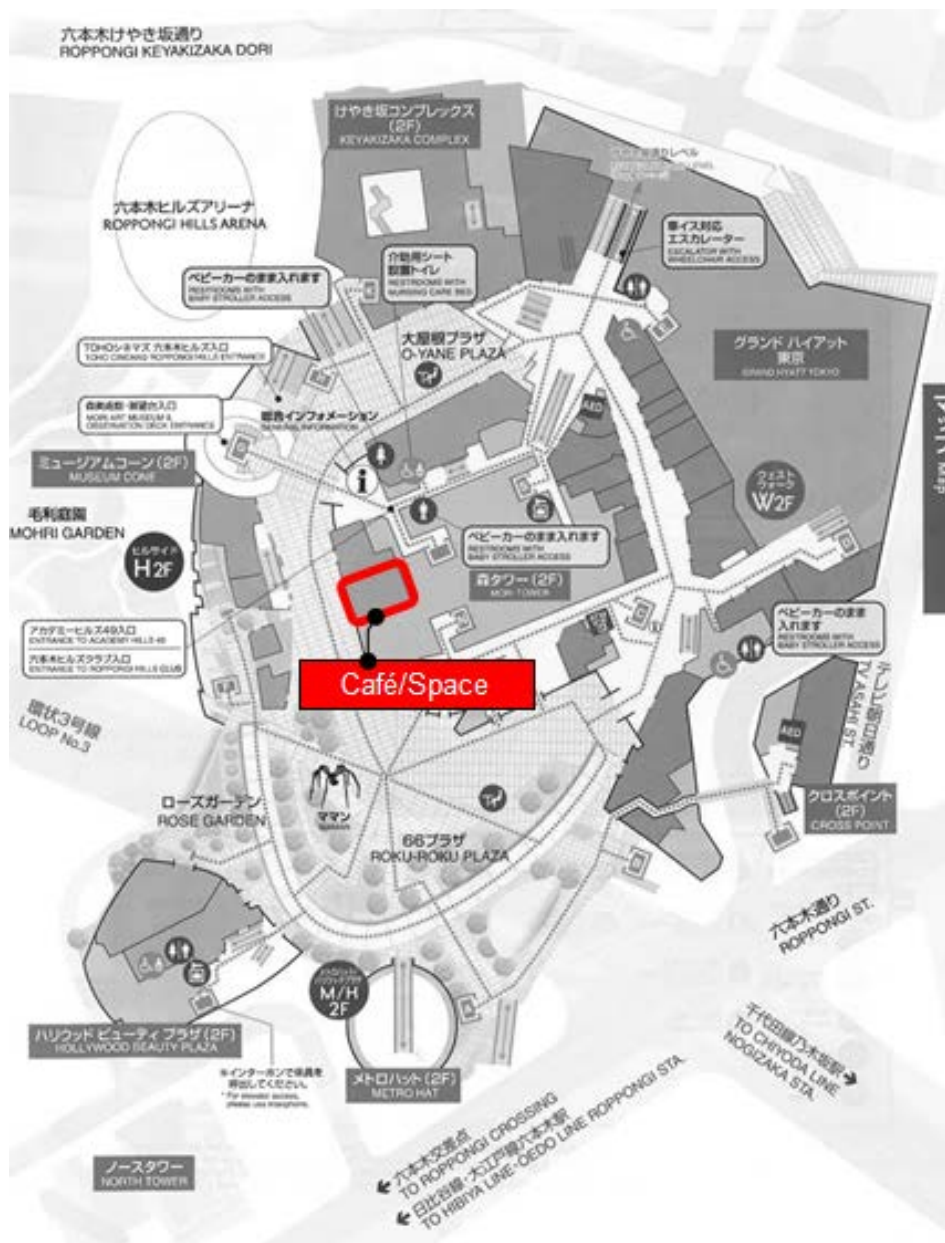 六本木けやき坂通り
ROPPONGI KEYAKIZAKA DORI
けやき坂コンプレックス
(2F)
KEYAKIZAKA COMPLEX
六本木ヒルズアリーナ
ROPPONGI HILLS ARENA
車イス対応
エスカレーター
ESCALATOR WITH
WHEELCHAIR ACCESS
ベビーカーのまま入れます
RESTROOMS WITH
BABY STROLLER ACCESS
介助用シート
設置トイレ
RESTROOMS WITH
NURSING CARE BED
大屋根プラザ
O-YANE PLAZA
グランド ハイアット
東京
GRAND HYATT TOKYO
TOHOシネマズ 六本木ヒルズ入口
TOHO CINEMAS ROPPONGI HILLS ENTRANCE
森美術館・展望台入口
MORI ART MUSEUM &
OBSERVATION DECK ENTRANCE
総合インフォメーション
GENERAL INFORMATION
AED
ミュージアムコーン(2F)
MUSEUM CONE
i
ウェスト
ウォーク
W2F
毛利庭園
MOHRI GARDEN
ヒルサイド
H2F
ベビーカーのまま入れます
RESTROOMS WITH
BABY STROLLER ACCESS
森タワー(2F)
MORI TOWER
アカデミーヒルズ49入口
ENTRANCE TO ACADEMY HILLS 49
六本木ヒルズクラブ入口
ENTRANCE TO ROPPONGI HILLS CLUB
ベビーカーのまま
入れます
RESTROOMS WITH
BABY STROLLER ACCESS
Café/Space
環状3号線
LOOP No.3
テレビ朝日通り
TV ASAHI ST.
AED
ローズガーデン
ROSE GARDEN
ママン
MAMAN
66プラザ
ROKU-ROKU PLAZA
クロスポイント
(2F)
CROSS POINT
六本木通り
ROPPONGI ST.
M/H
2F
ハリウッド ビューティ プラザ(2F)
HOLLYWOOD BEAUTY PLAZA
※インターホンで係員を
呼出してください。
* For elevator access,
please use interphone.
メトロハット(2F)
METRO HAT
千代田線乃木坂駅
TO CHIYODA LINE
NOGIZAKA STA.
六本木交差点
TO ROPPONGI CROSSING
日比谷線・大江戸線六本木駅
TO HIBIYA LINE・OEDO LINE ROPPONGI STA.
ノースタワー
NORTH TOWER